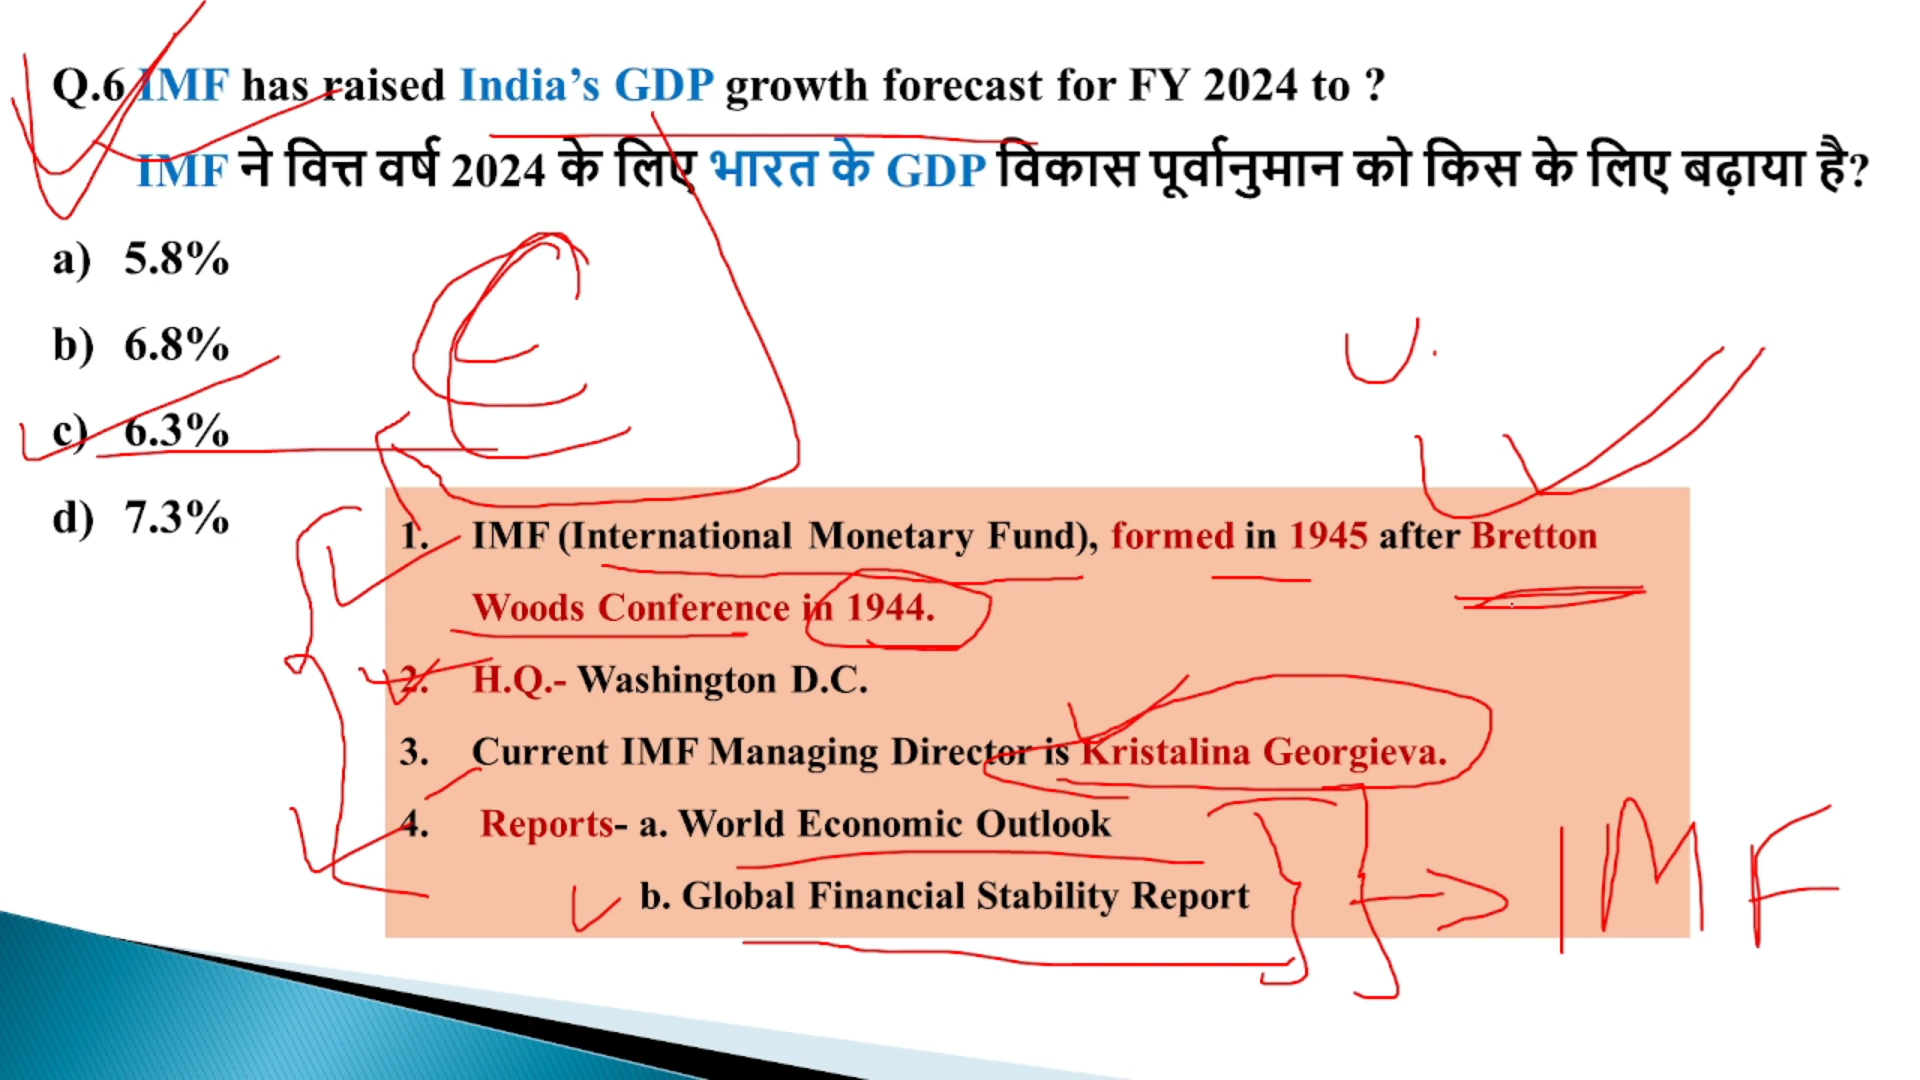 Q.6 IMF has raised India's GDP growth forecast for FY 2024 to ?
IMF ने वित्त वर्ष 2024 के लिए भारत के GDP विकास पूर्वानुमान को किस के लिए बढ़ाया है?
a) 5.8%
b) 6.8%
c) 6.3%
d) 7.3%
U.
1. IMF (International Monetary Fund), formed in 1945 after Bretton
Woods Conference in 1944.
2. H.Q.- Washington D.C.
3. Current IMF Managing Director is Kristalina Georgieva.
4. Reports- a. World Economic Outlook
b. Global Financial Stability Report
IMF